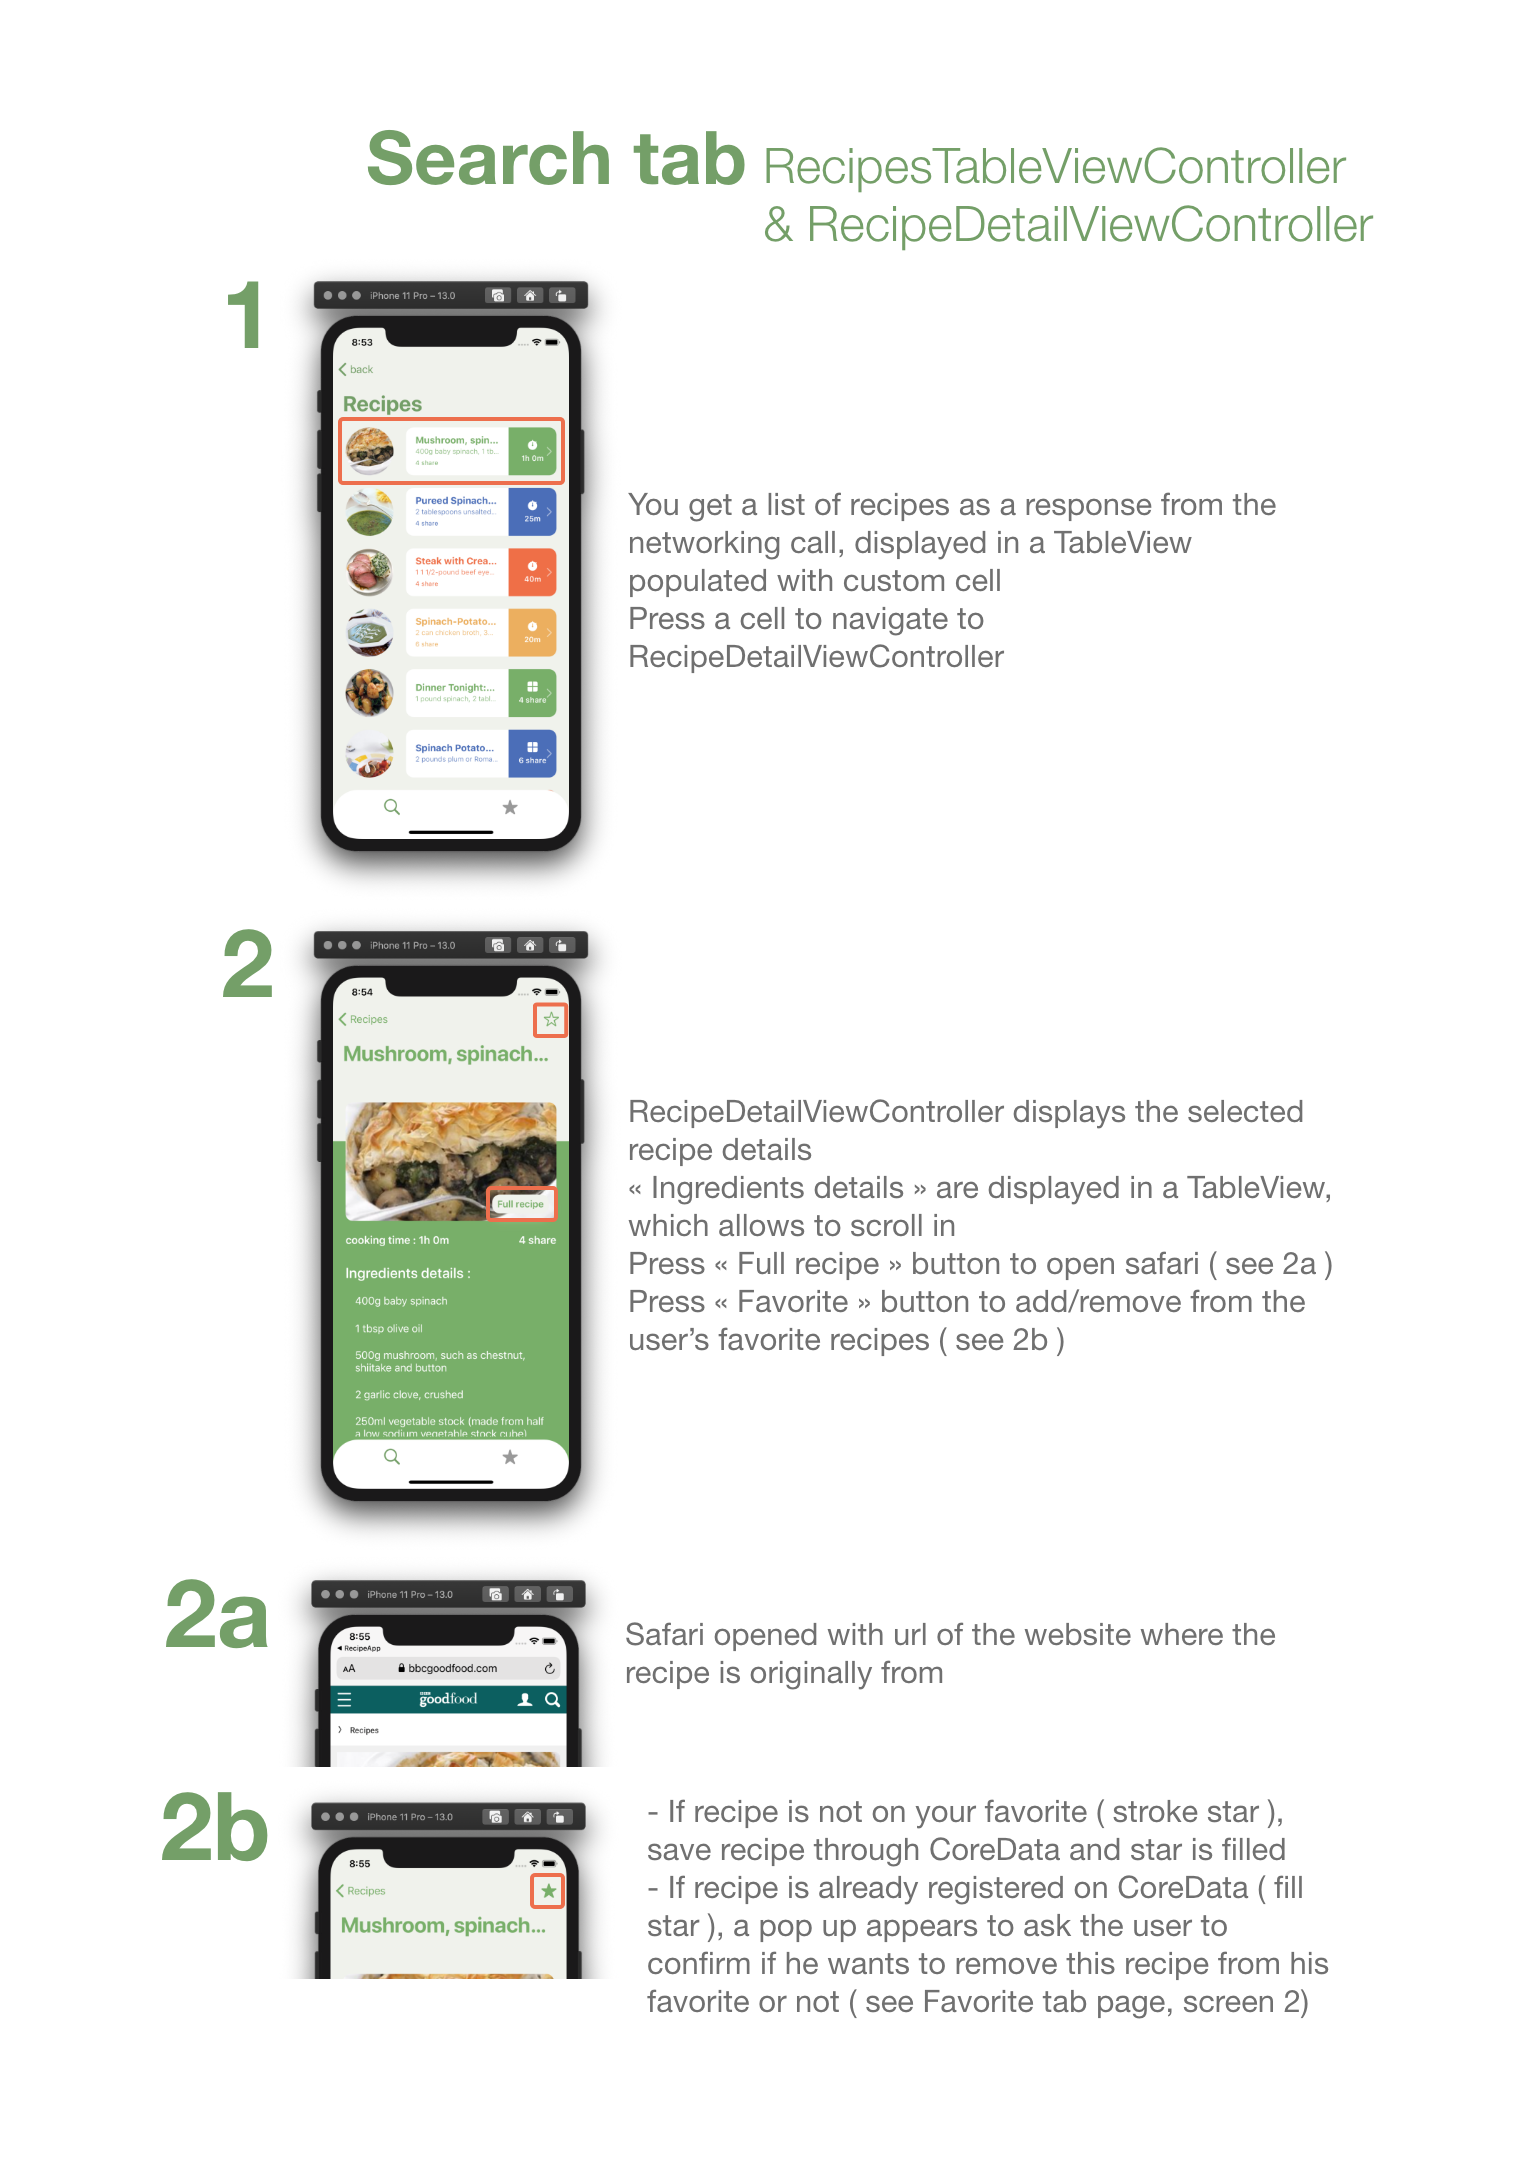 Search tab RecipesTableViewController
& RecipeDetailViewController
1
iPhone 11 Pro – 13.0
8:53
back
Recipes
Mushroom, spin...
400g baby spinach, 1 tb...
4 share
1h 0m
Pureed Spinach...
2 tablespoons unsalted...
4 share
25m
Steak with Crea...
1 1 1/2-pound beef eye...
4 share
40m
Spinach-Potato...
2 can chicken broth, 3...
6 share
20m
Dinner Tonight:...
1 pound spinach, 2 tabl...
4 share
Spinach Potato...
2 pounds plum or Roma...
6 share
You get a list of recipes as a response from the
networking call, displayed in a TableView
populated with custom cell
Press a cell to navigate to
RecipeDetailViewController
2
iPhone 11 Pro – 13.0
8:54
Recipes
Mushroom, spinach...
Full recipe
cooking time : 1h 0m
4 share
Ingredients details :
400g baby spinach
1 tbsp olive oil
500g mushroom, such as chestnut,
shiitake and button
2 garlic clove, crushed
250ml vegetable stock (made from half
a low sodium vegetable stock cube)
RecipeDetailViewController displays the selected
recipe details
« Ingredients details » are displayed in a TableView,
which allows to scroll in
Press « Full recipe » button to open safari ( see 2a )
Press « Favorite » button to add/remove from the
user’s favorite recipes ( see 2b )
2a
iPhone 11 Pro – 13.0
8:55
RecipeApp
AA
bbcgoodfood.com
BBC
goodfood
Recipes
Safari opened with url of the website where the
recipe is originally from
2b
iPhone 11 Pro – 13.0
8:55
Recipes
Mushroom, spinach...
- If recipe is not on your favorite ( stroke star ),
save recipe through CoreData and star is filled
- If recipe is already registered on CoreData ( fill
star ), a pop up appears to ask the user to
confirm if he wants to remove this recipe from his
favorite or not ( see Favorite tab page, screen 2)